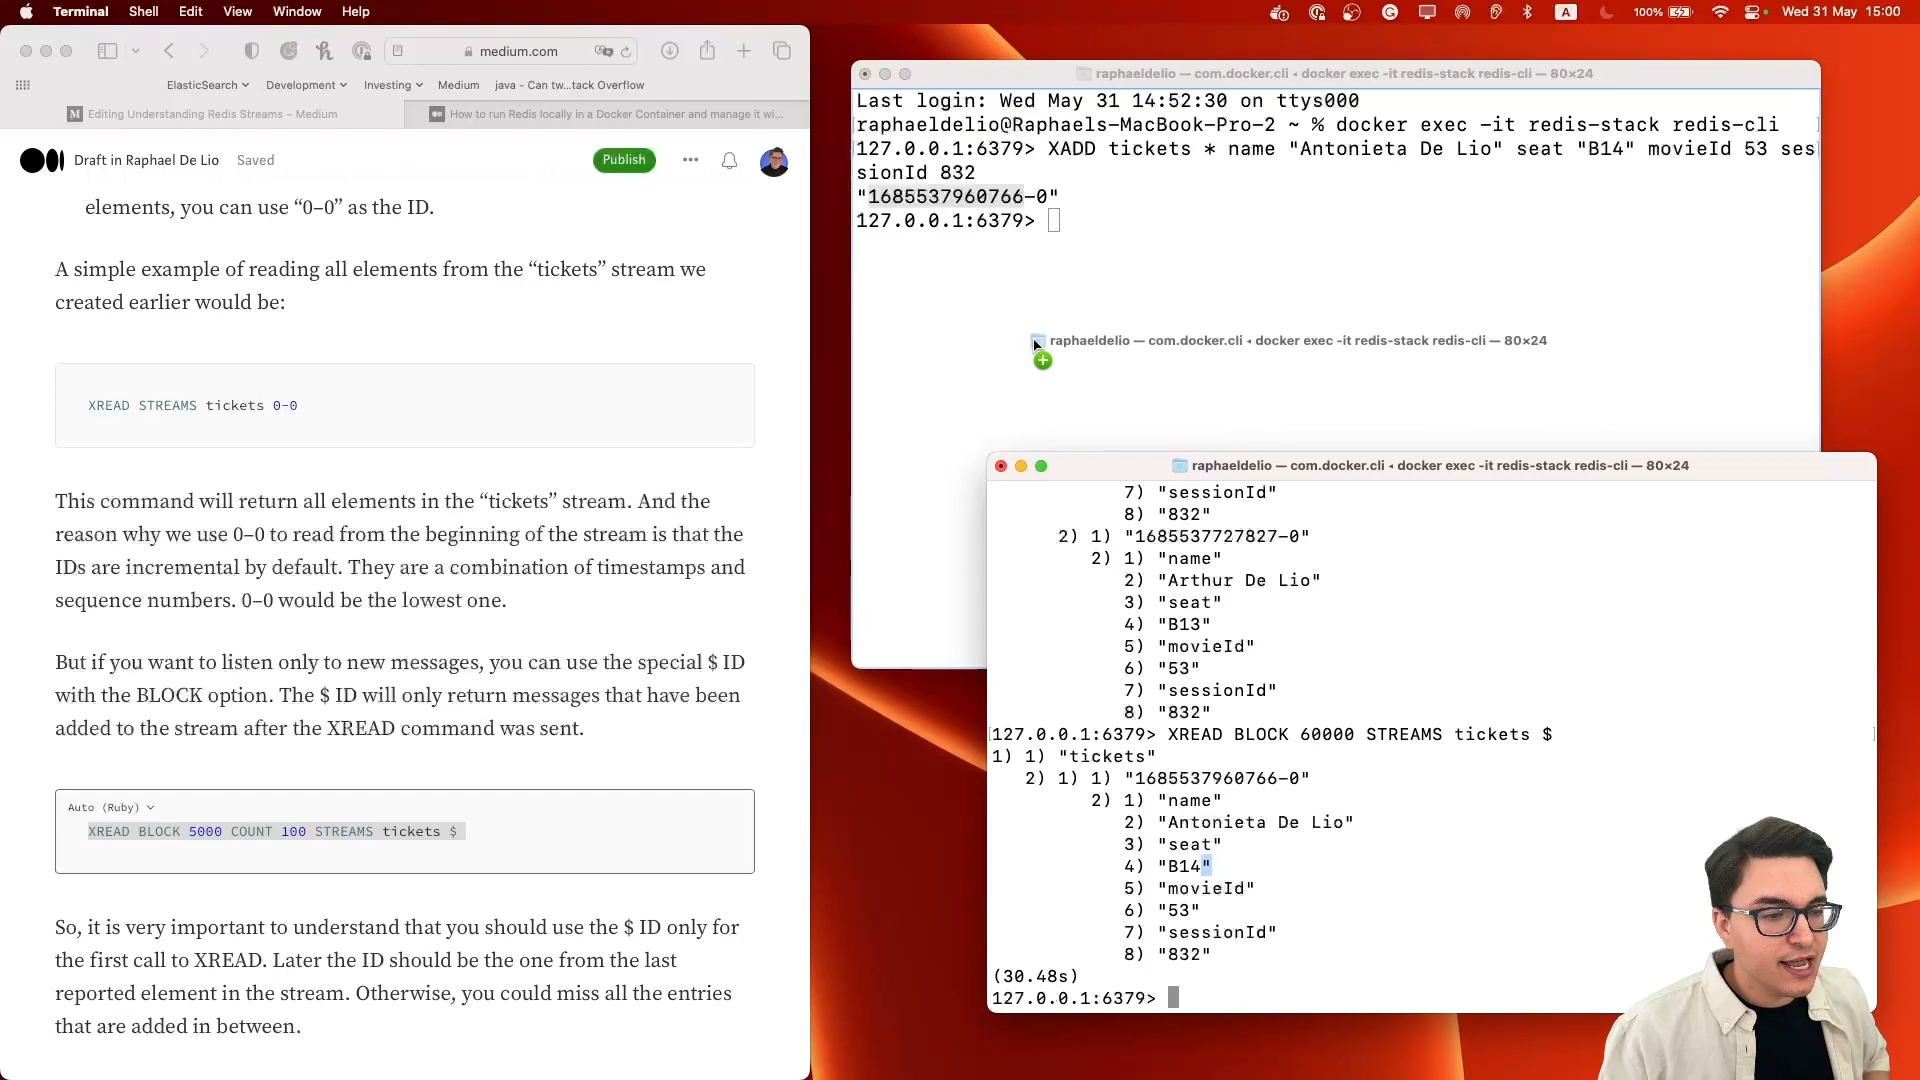 Terminal Shell Edit View Window Help
100% Wed 31 May 15:00
medium.com
ElasticSearch Development Investing Medium java - Can tw...tack Overflow
Editing Understanding Redis Streams – Medium
How to run Redis locally in a Docker Container and manage it wi...
Draft in Raphael De Lio Saved Publish
elements, you can use “0–0” as the ID.
A simple example of reading all elements from the “tickets” stream we
created earlier would be:
XREAD STREAMS tickets 0-0
This command will return all elements in the “tickets” stream. And the
reason why we use 0–0 to read from the beginning of the stream is that the
IDs are incremental by default. They are a combination of timestamps and
sequence numbers. 0–0 would be the lowest one.
But if you want to listen only to new messages, you can use the special $ ID
with the BLOCK option. The $ ID will only return messages that have been
added to the stream after the XREAD command was sent.
Auto (Ruby)
XREAD BLOCK 5000 COUNT 100 STREAMS tickets $
So, it is very important to understand that you should use the $ ID only for
the first call to XREAD. Later the ID should be the one from the last
reported element in the stream. Otherwise, you could miss all the entries
that are added in between.
raphaeldelio — com.docker.cli ◂ docker exec -it redis-stack redis-cli — 80×24
Last login: Wed May 31 14:52:30 on ttys000
raphaeldelio@Raphaels-MacBook-Pro-2 ~ % docker exec -it redis-stack redis-cli
127.0.0.1:6379> XADD tickets * name "Antonieta De Lio" seat "B14" movieId 53 ses
sionId 832
"1685537960766-0"
127.0.0.1:6379>
raphaeldelio — com.docker.cli ◂ docker exec -it redis-stack redis-cli — 80×24
raphaeldelio — com.docker.cli ◂ docker exec -it redis-stack redis-cli — 80×24
7) "sessionId"
8) "832"
2) 1) "1685537727827-0"
2) 1) "name"
2) "Arthur De Lio"
3) "seat"
4) "B13"
5) "movieId"
6) "53"
7) "sessionId"
8) "832"
127.0.0.1:6379> XREAD BLOCK 60000 STREAMS tickets $
1) 1) "tickets"
2) 1) 1) "1685537960766-0"
2) 1) "name"
2) "Antonieta De Lio"
3) "seat"
4) "B14"
5) "movieId"
6) "53"
7) "sessionId"
8) "832"
(30.48s)
127.0.0.1:6379>